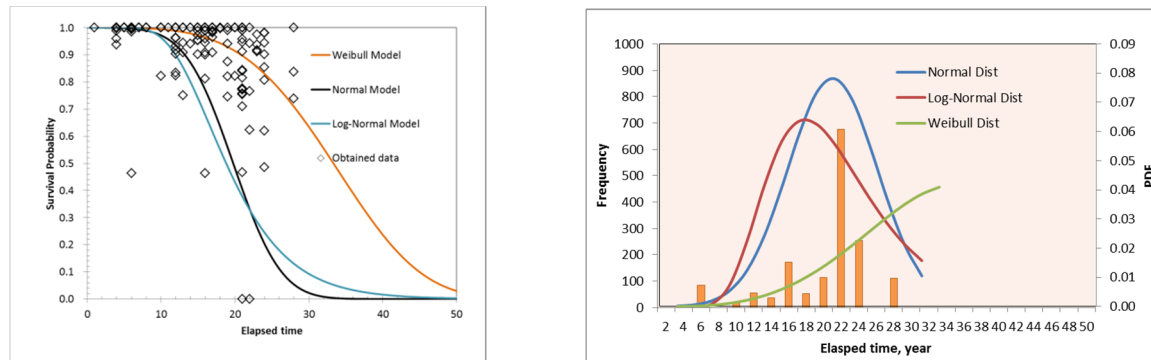 1.0
0.9
0.8
0.7
0.6
0.5
0.4
0.3
0.2
0.1
0.0
Survival Probability
0 10 20 30 40 50
Elapsed time
Weibull Model
Normal Model
Log-Normal Model
Obtained data
1000
900
800
700
600
500
400
300
200
100
0
Frequency
2 4 6 8 10 12 14 16 18 20 22 24 26 28 30 32 34 36 38 40 42 44 46 48 50
Elasped time, year
0.09
0.08
0.07
0.06
0.05
0.04
0.03
0.02
0.01
0.00
PDF
Normal Dist
Log-Normal Dist
Weibull Dist